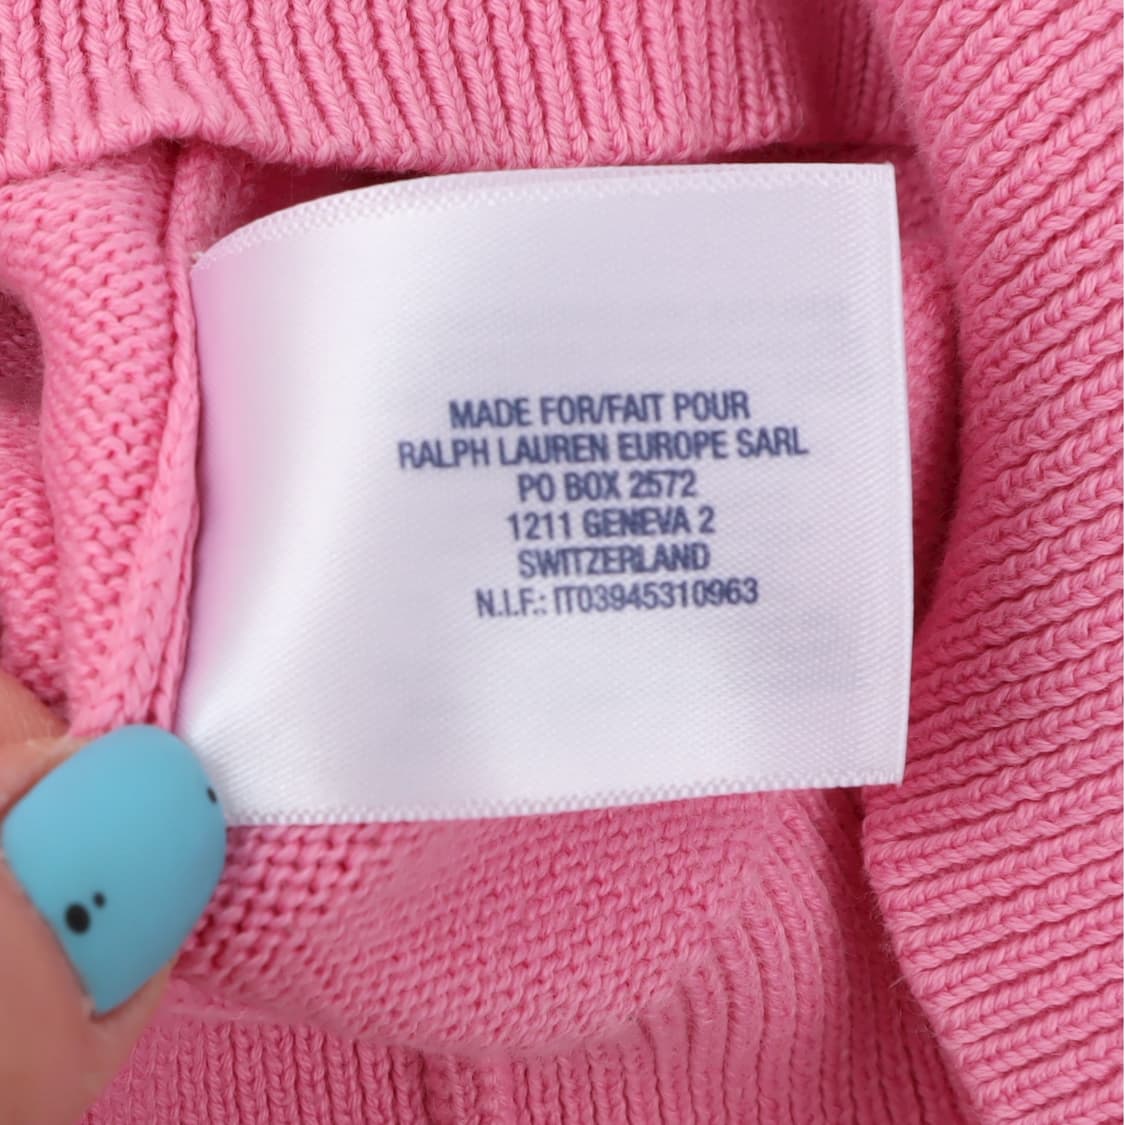 MADE FOR/FAIT POUR
RALPH LAUREN EUROPE SARL
PO BOX 2572
1211 GENEVA 2
SWITZERLAND
N.I.F.: IT03945310963